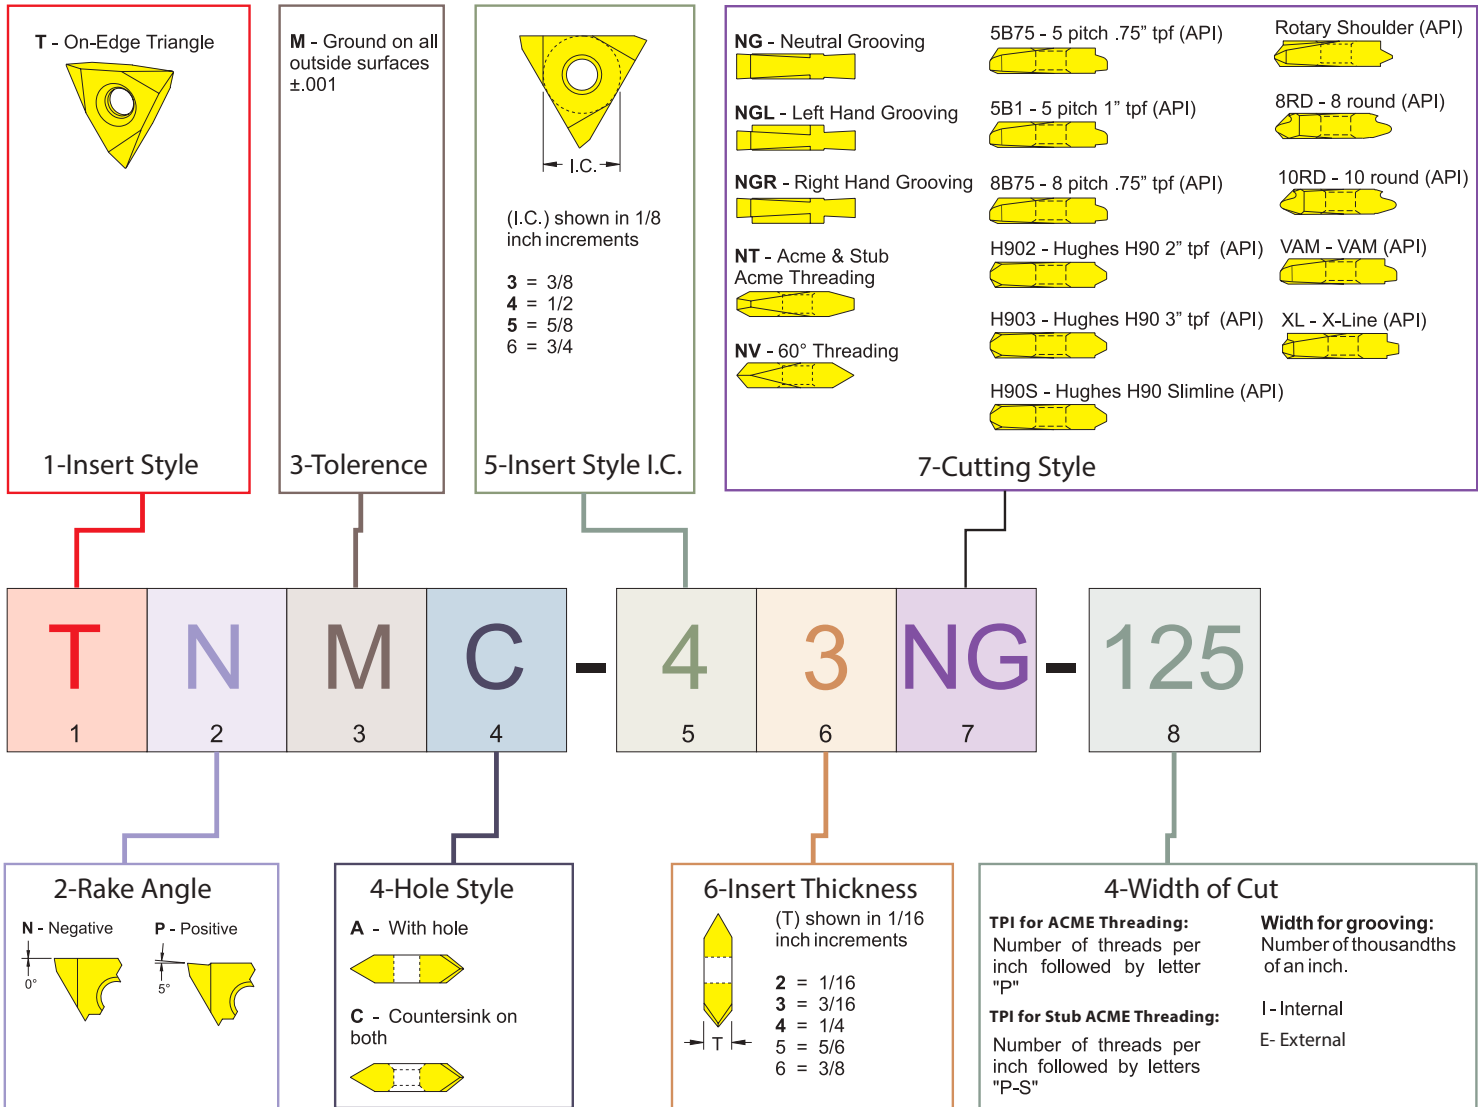 T - On-Edge Triangle
1-Insert Style
M - Ground on all
outside surfaces
±.001
3-Tolerence
I.C.
(I.C.) shown in 1/8
inch increments
3 = 3/8
4 = 1/2
5 = 5/8
6 = 3/4
5-Insert Style I.C.
NG - Neutral Grooving
NGL - Left Hand Grooving
NGR - Right Hand Grooving
NT - Acme & Stub
Acme Threading
NV - 60° Threading
5B75 - 5 pitch .75” tpf (API)
5B1 - 5 pitch 1” tpf (API)
8B75 - 8 pitch .75” tpf (API)
H902 - Hughes H90 2” tpf (API)
H903 - Hughes H90 3” tpf (API)
H90S - Hughes H90 Slimline (API)
Rotary Shoulder (API)
8RD - 8 round (API)
10RD - 10 round (API)
VAM - VAM (API)
XL - X-Line (API)
7-Cutting Style
T N M C - 4 3 NG - 125
1 2 3 4 5 6 7 8
2-Rake Angle
N - Negative
0°
P - Positive
5°
4-Hole Style
A - With hole
C - Countersink on
both
6-Insert Thickness
T
(T) shown in 1/16
inch increments
2 = 1/16
3 = 3/16
4 = 1/4
5 = 5/6
6 = 3/8
4-Width of Cut
TPI for ACME Threading:
Number of threads per
inch followed by letter
"P"
TPI for Stub ACME Threading:
Number of threads per
inch followed by letters
"P-S"
Width for grooving:
Number of thousandths
of an inch.
I - Internal
E- External